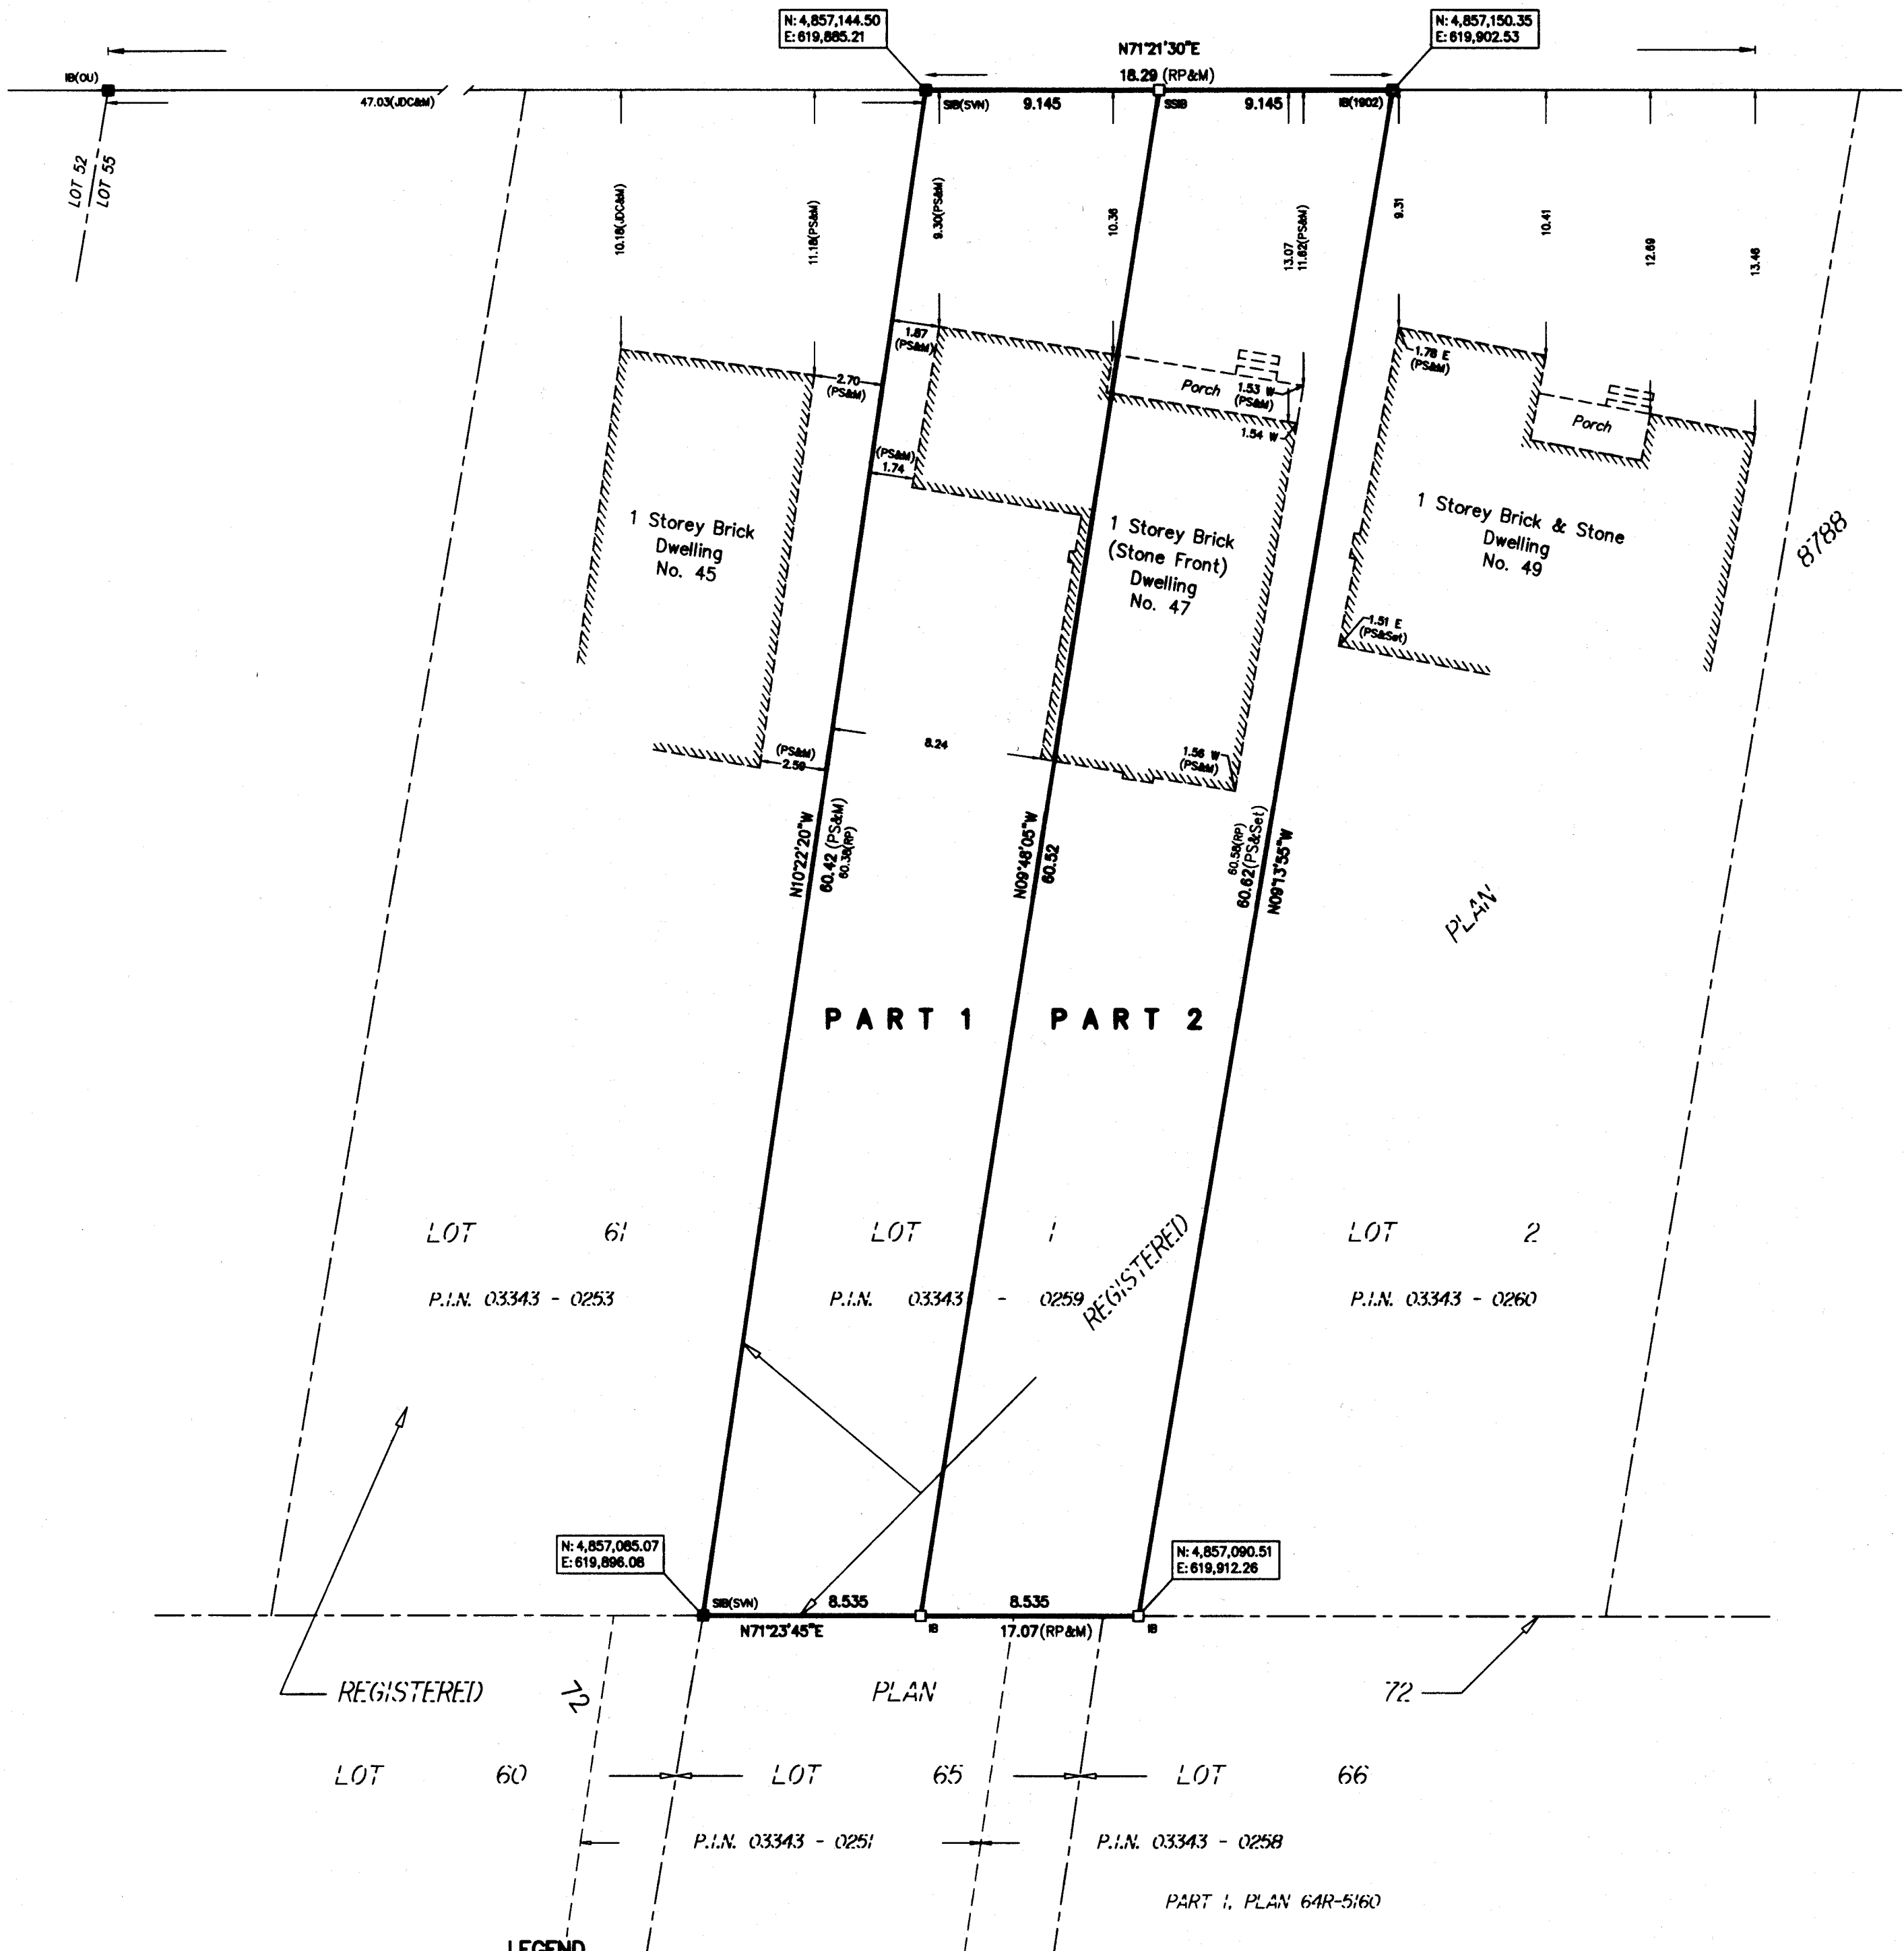 N: 4,857,144.50
E: 619,885.21
N: 4,857,150.35
E: 619,902.53
N71°21'30"E
18.29 (RP&M)
IB(OU)
47.03(JDC&M)
SIB(SVN)
9.145
SSIB
9.145
IB(1902)
LOT 52
LOT 55
10.18(JDC&M)
11.18(PS&M)
9.30(PS&M)
10.36
13.07
11.62(PS&M)
9.31
10.41
12.69
13.46
1.87
(PS&M)
2.70
(PS&M)
(PS&M)
1.74
Porch
1.53 W
(PS&M)
1.54 W
1.78 E
(PS&M)
Porch
1 Storey Brick
Dwelling
No. 45
1 Storey Brick
(Stone Front)
Dwelling
No. 47
1 Storey Brick & Stone
Dwelling
No. 49
8788
1.51 E
(PS&Set)
(PS&M)
2.59
8.24
1.56 W
(PS&M)
N10°22'20"W
60.42 (PS&M)
60.38(RP)
N09°48'05"W
60.52
60.58(RP)
60.62(PS&Set)
N09°13'55"W
PLAN
PART 1
PART 2
LOT 61
LOT 1
LOT 2
REGISTERED
P.I.N. 03343 - 0253
P.I.N. 03343 - 0259
P.I.N. 03343 - 0260
N: 4,857,085.07
E: 619,896.08
N: 4,857,090.51
E: 619,912.26
SIB(SVN)
8.535
8.535
N71°23'45"E
IB
17.07(RP&M)
IB
REGISTERED
72
PLAN
72
LOT 60
LOT 65
LOT 66
P.I.N. 03343 - 0251
P.I.N. 03343 - 0258
PART 1, PLAN 64R-5160
LEGEND